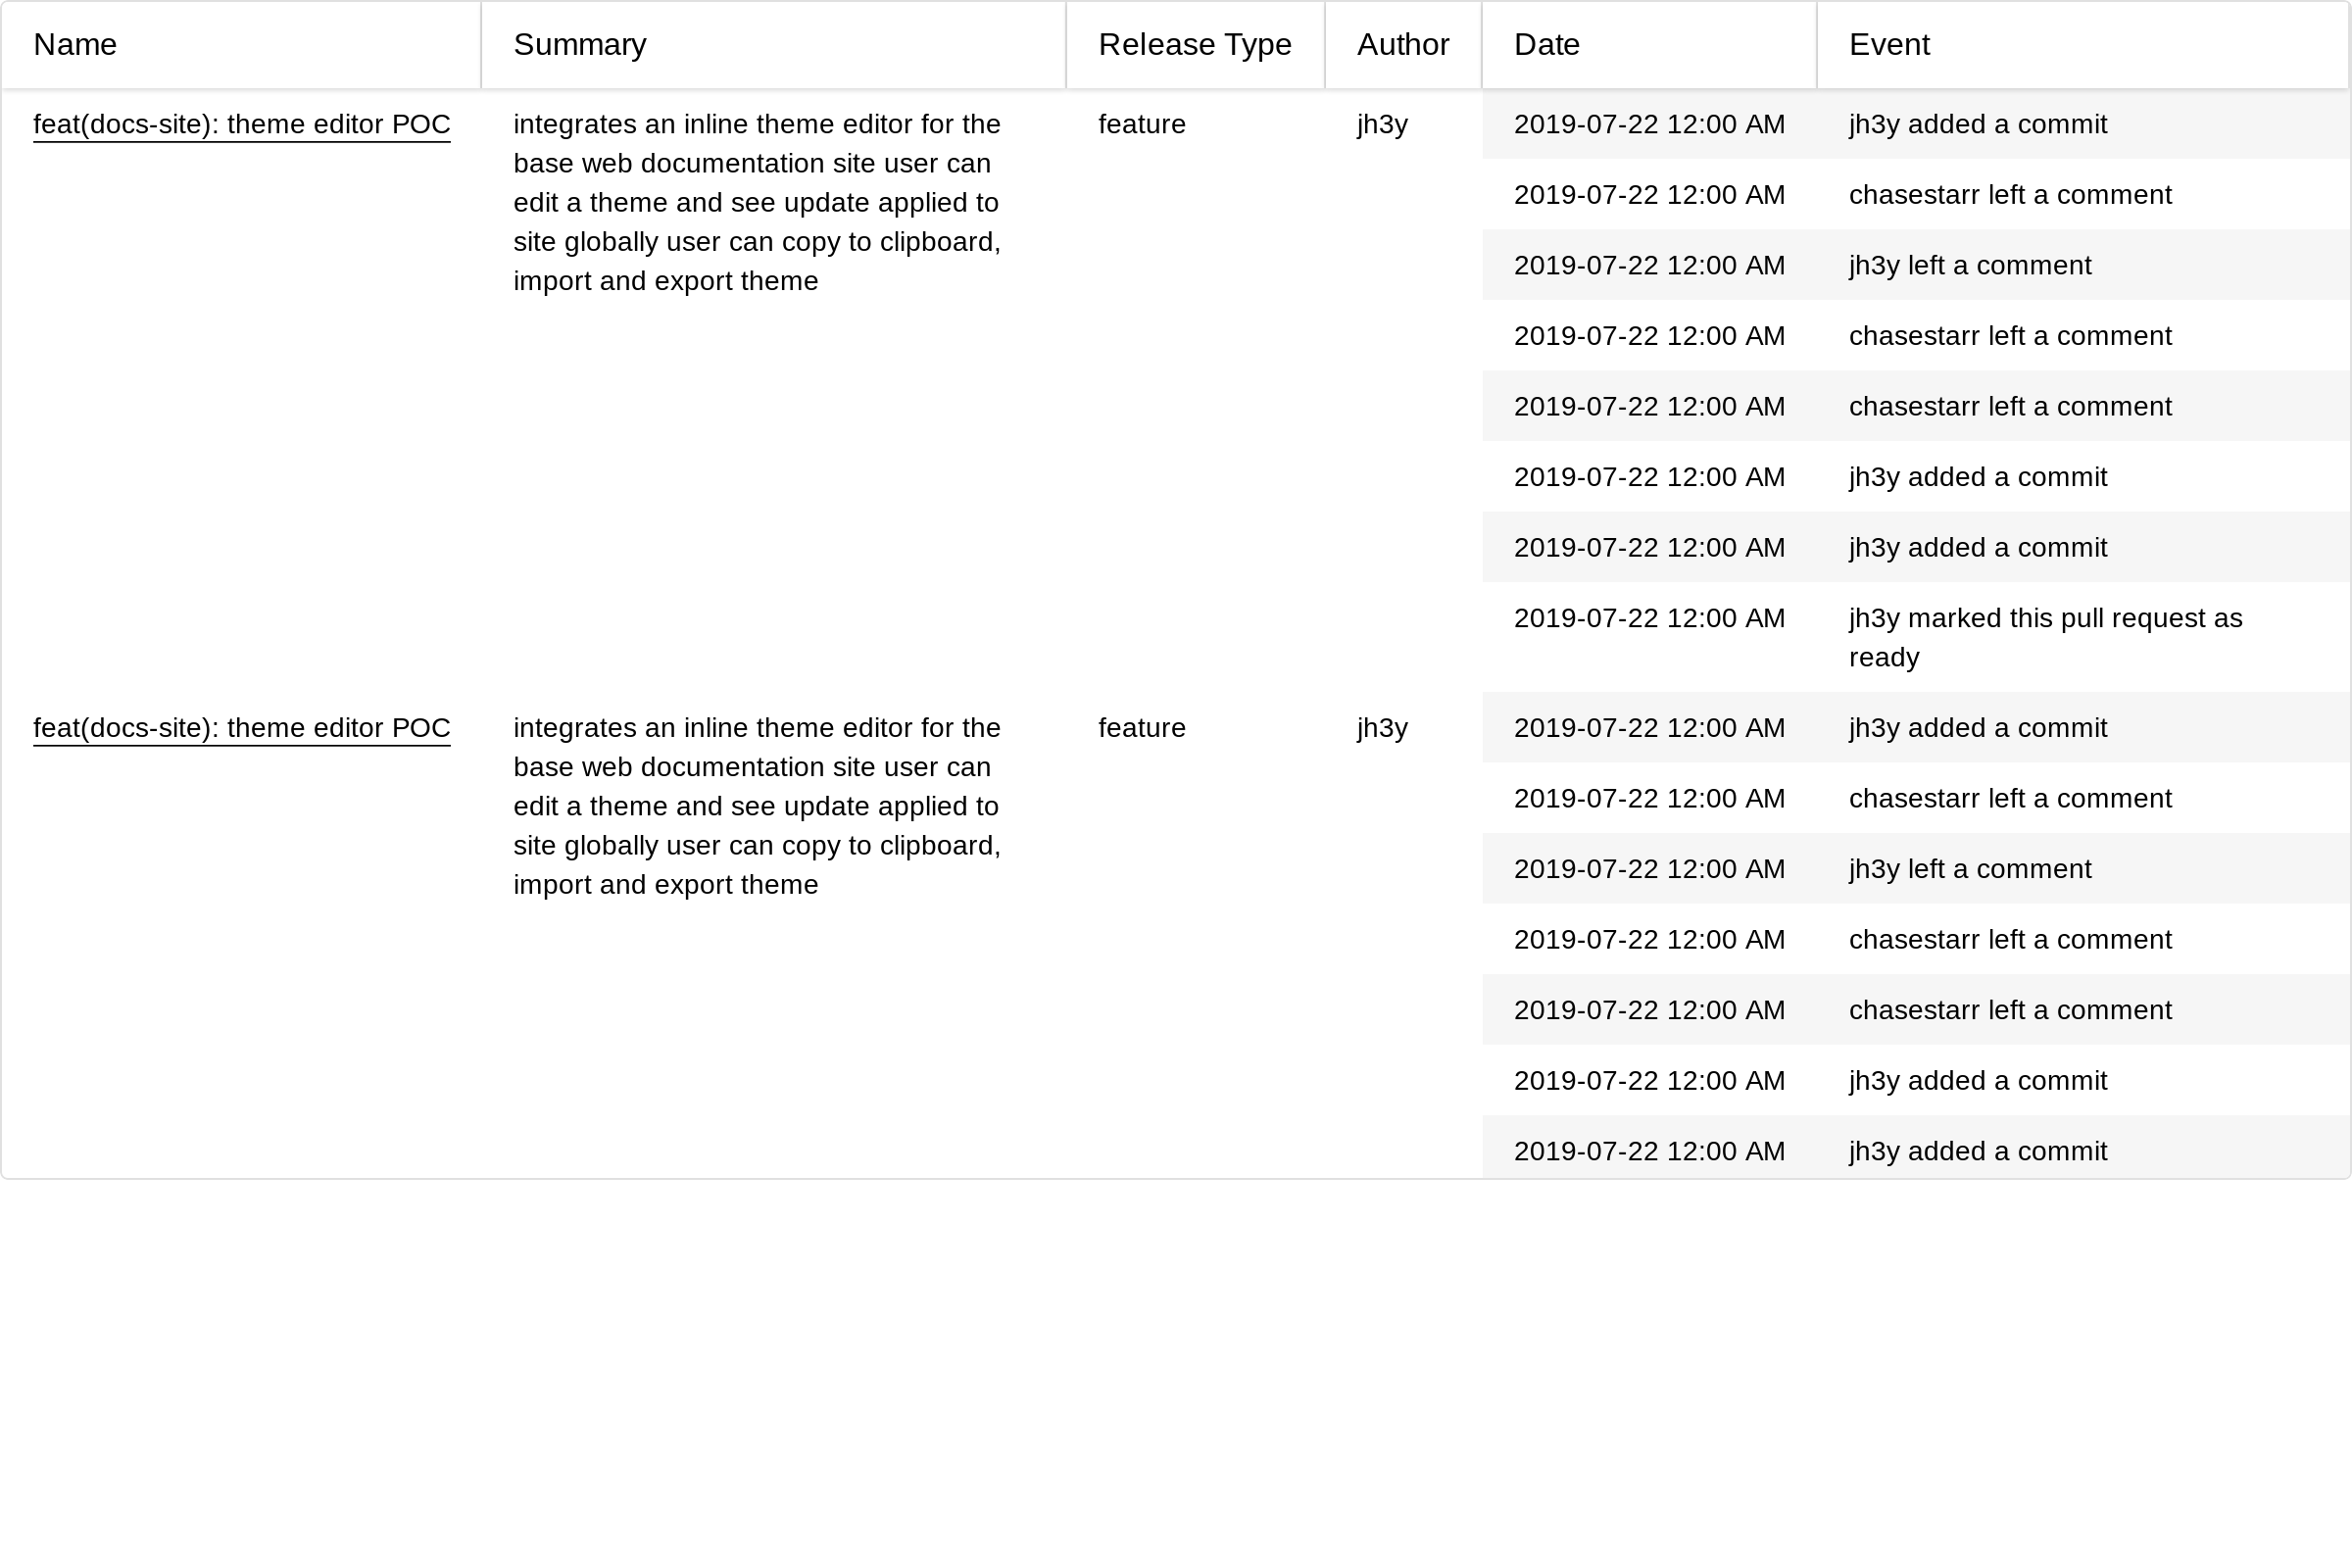 Name Summary Release Type Author Date Event
feat(docs-site): theme editor POC integrates an inline theme editor for the feature jh3y 2019-07-22 12:00 AM jh3y added a commit
base web documentation site user can
2019-07-22 12:00 AM chasestarr left a comment
edit a theme and see update applied to
site globally user can copy to clipboard,
2019-07-22 12:00 AM jh3y left a comment
import and export theme
2019-07-22 12:00 AM chasestarr left a comment
2019-07-22 12:00 AM chasestarr left a comment
2019-07-22 12:00 AM jh3y added a commit
2019-07-22 12:00 AM jh3y added a commit
2019-07-22 12:00 AM jh3y marked this pull request as
ready
feat(docs-site): theme editor POC integrates an inline theme editor for the feature jh3y 2019-07-22 12:00 AM jh3y added a commit
base web documentation site user can
2019-07-22 12:00 AM chasestarr left a comment
edit a theme and see update applied to
site globally user can copy to clipboard,
2019-07-22 12:00 AM jh3y left a comment
import and export theme
2019-07-22 12:00 AM chasestarr left a comment
2019-07-22 12:00 AM chasestarr left a comment
2019-07-22 12:00 AM jh3y added a commit
2019-07-22 12:00 AM jh3y added a commit